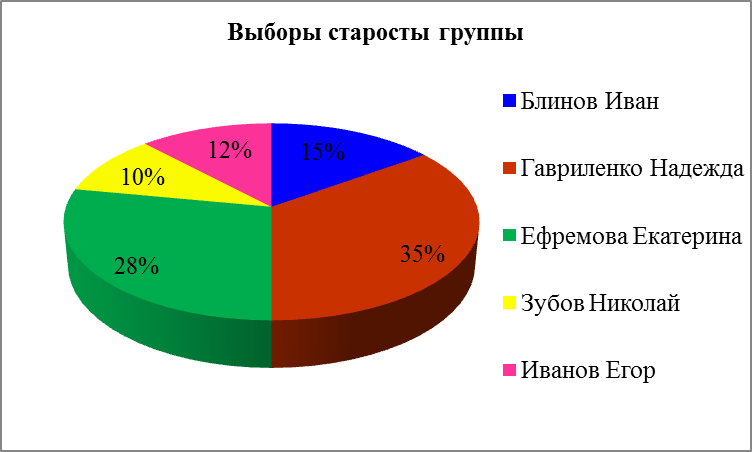 Выборы старосты группы
12%
15%
10%
35%
28%
Блинов Иван
Гавриленко Надежда
Ефремова Екатерина
Зубов Николай
Иванов Егор